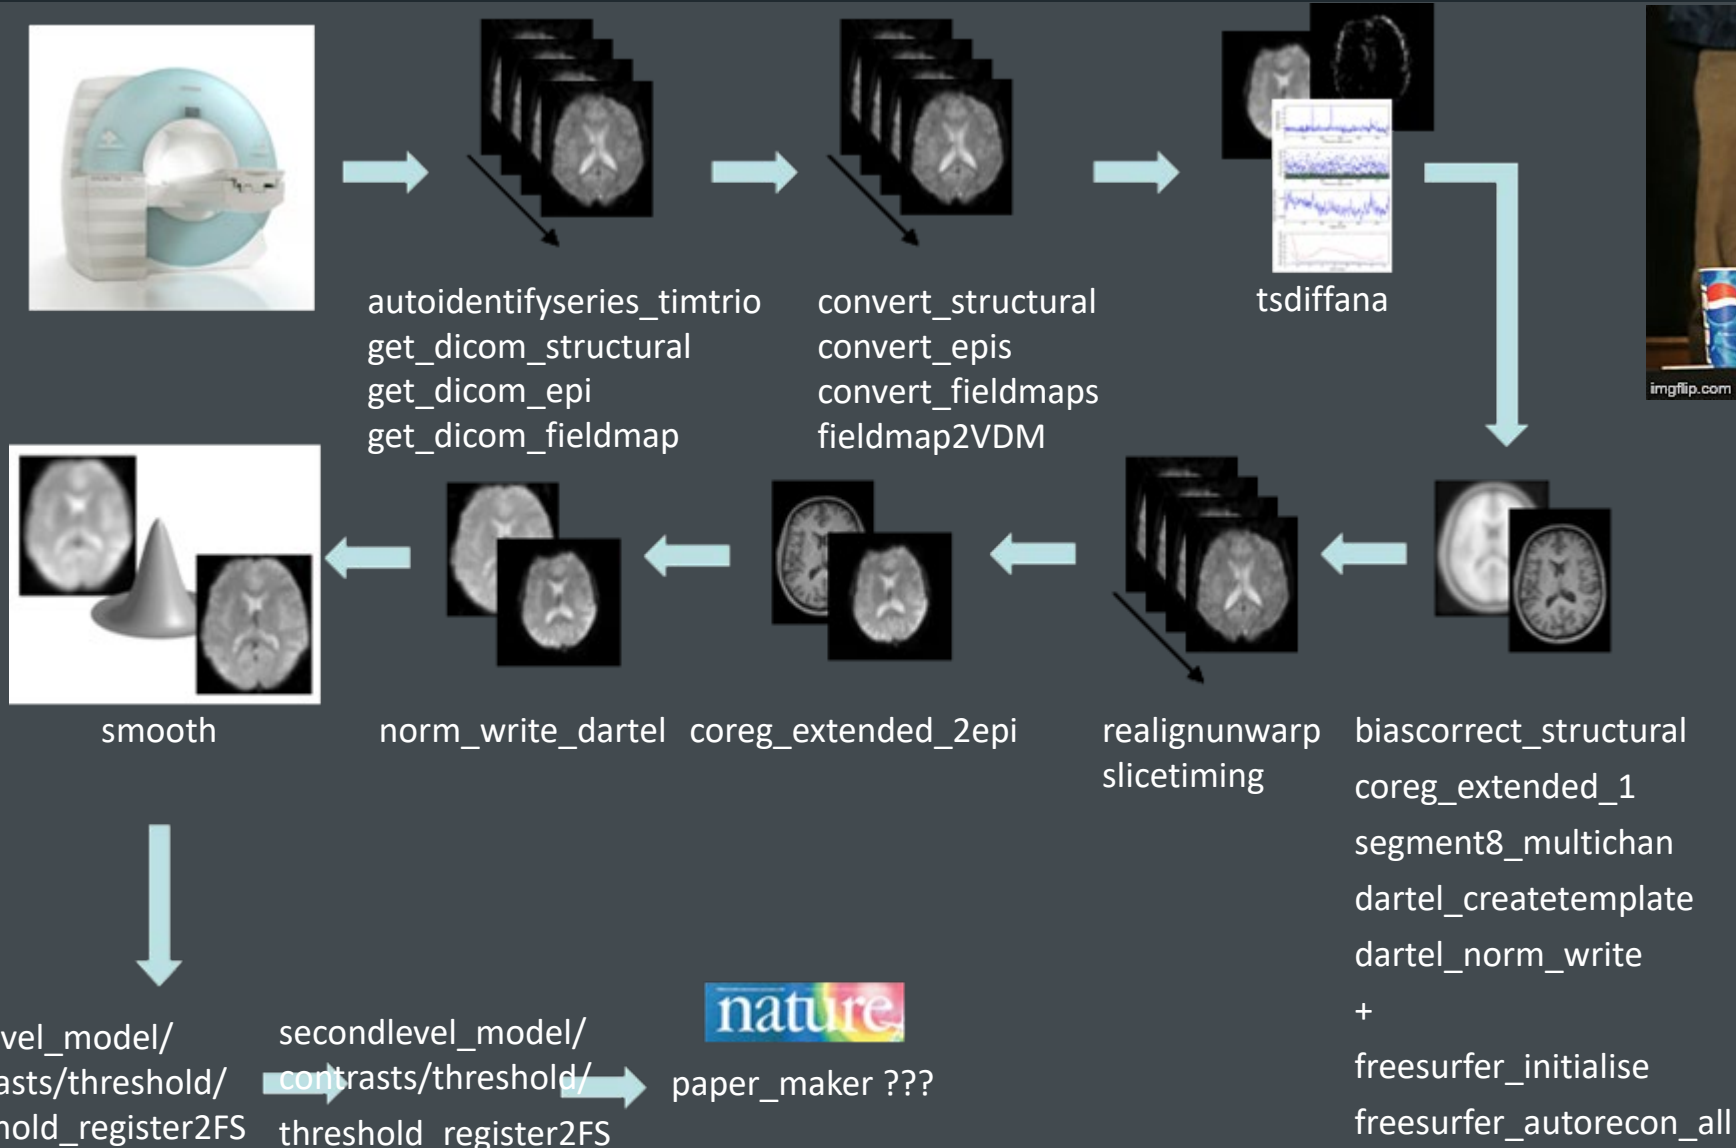 autoidentifyseries_timtrio
get_dicom_structural
get_dicom_epi
get_dicom_fieldmap
convert_structural
convert_epis
convert_fieldmaps
fieldmap2VDM
tsdiffana
imgflip.com
smooth
norm_write_dartel
coreg_extended_2epi
realignunwarp
slicetiming
biascorrect_structural
coreg_extended_1
segment8_multichan
dartel_createtemplate
dartel_norm_write
+
freesurfer_initialise
freesurfer_autorecon_all
vel_model/
asts/threshold/
hold_register2FS
secondlevel_model/
contrasts/threshold/
threshold_register2FS
nature
paper_maker ???